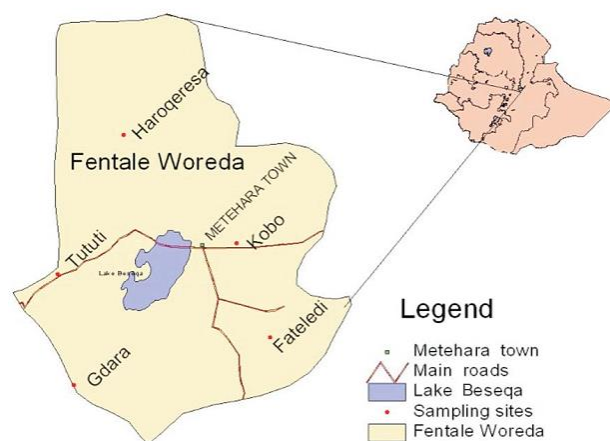 Haroqeresa
Fentale Woreda
METEHARA TOWN
Kobo
Tututi
Lake Beseqa
Fateledi
Gdara
Legend
Metehara town
Main roads
Lake Beseqa
Sampling sites
Fentale Woreda